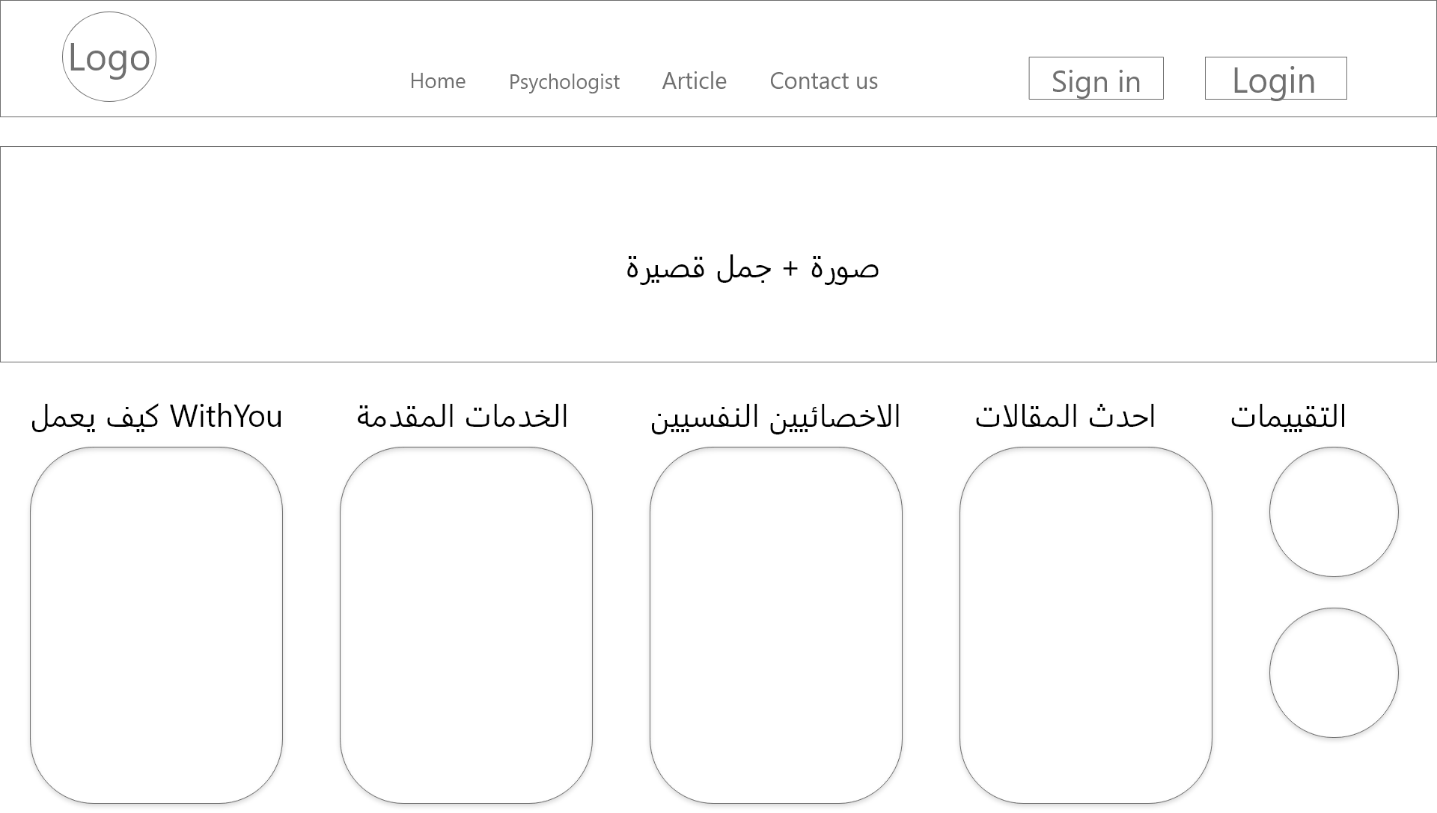 Logo
Home
Psychologist
Article
Contact us
Sign in
Login
صورة + جمل قصيرة
كيف يعمل WithYou
الخدمات المقدمة
الاخصائيين النفسيين
احدث المقالات
التقييمات